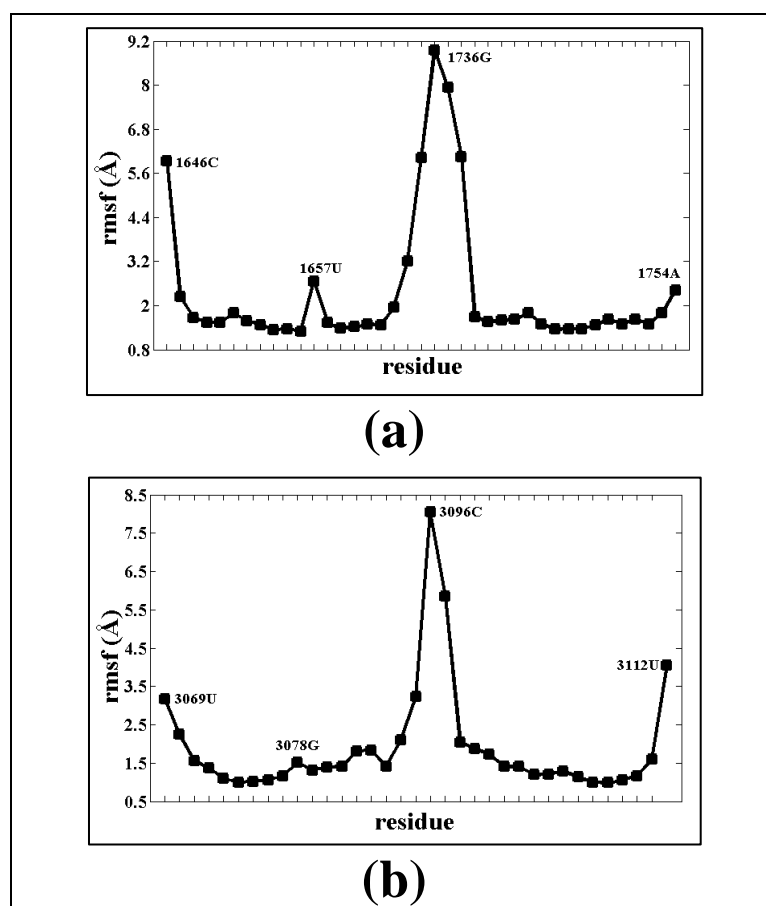 9.2
8
6.8
5.6
4.4
3.2
2
0.8
rmsf (Å)
1646C
1657U
1736G
1754A
residue
(a)
8.5
7.5
6.5
5.5
4.5
3.5
2.5
1.5
0.5
rmsf (Å)
3069U
3078G
3096C
3112U
residue
(b)